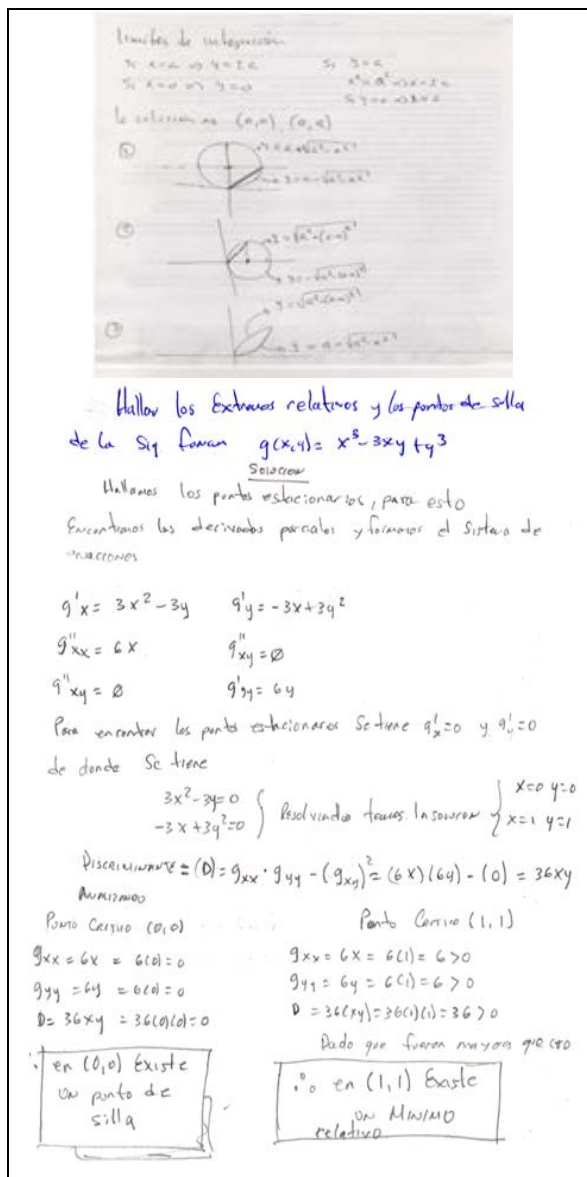 Limites de integración
Si x=a => y=±a
Si y=a
Si x=0 => y=0
La solución es (0,0), (a,a)
①
②
③
Hallar los Extremos relativos y los puntos de silla
de la Sig forman g(x,y) = x³-3xy+y³
SOLUCION
Hallamos los puntos estacionarios, para esto
Encontramos las derivadas parciales y formamos el Sistema de
ecuaciones
g'x = 3x²-3y g'y = -3x+3y²
g''xx = 6x g''xy = Ø
g''xy = Ø g'yy = 6y
Para encontrar los punto estacionarios Se tiene g'x=0 y g'y=0
de donde Se tiene
3x²-3y=0 x=0 y=0
-3x+3y²=0 } Resolviendo tenemos la solucion { x=1 y=1
DISCRIMINANTE = (D) = gxx · gyy - (gxy)² = (6x)(6y) - (0) = 36xy
ANALIZANDO
PUNTO CRITICO (0,0) Punto Critico (1,1)
gxx = 6x = 6(0) = 0 gxx = 6x = 6(1) = 6 > 0
gyy = 6y = 6(0) = 0 gyy = 6y = 6(1) = 6 > 0
D = 36xy = 36(0)(0) = 0 D = 36(xy) = 36(1)(1) = 36 > 0
Dado que fueron mayores que cero
∴ en (0,0) Existe ∴ en (1,1) Existe
UN punto de UN MINIMO
silla relativo